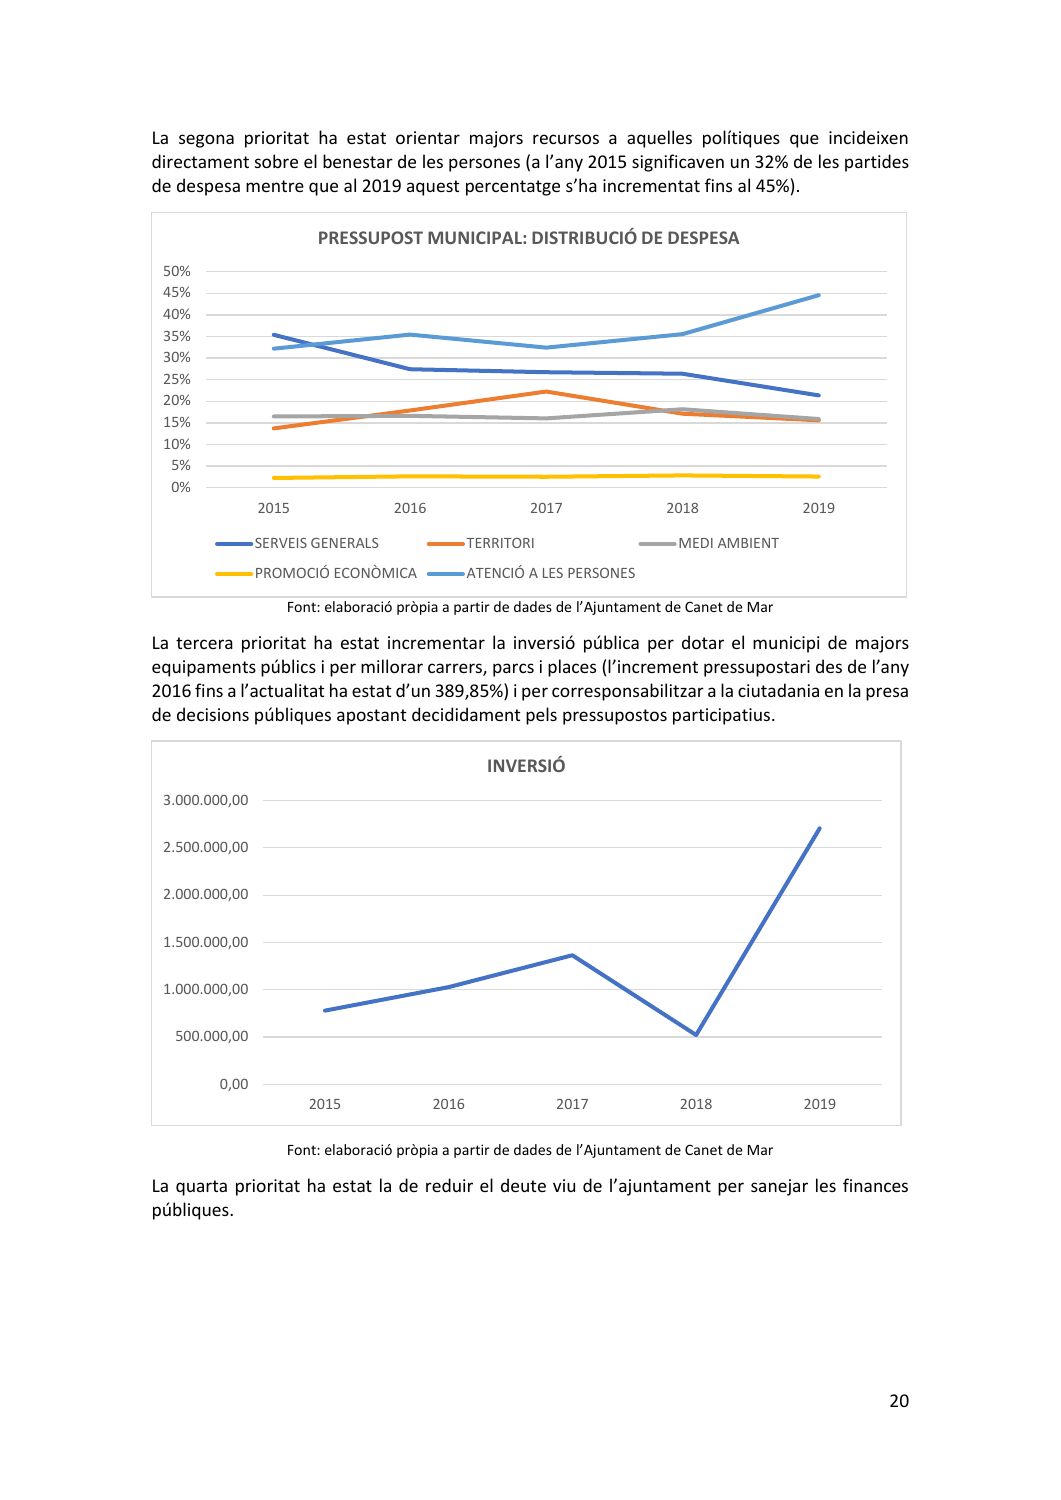 La segona prioritat ha estat orientar majors recursos a aquelles polítiques que incideixen
directament sobre el benestar de les persones (a l’any 2015 significaven un 32% de les partides
de despesa mentre que al 2019 aquest percentatge s’ha incrementat fins al 45%).
PRESSUPOST MUNICIPAL: DISTRIBUCIÓ DE DESPESA
50%
45%
40%
35%
30%
25%
20%
15%
10%
5%
0%
2015 2016 2017 2018 2019
SERVEIS GENERALS TERRITORI MEDI AMBIENT
PROMOCIÓ ECONÒMICA ATENCIÓ A LES PERSONES
Font: elaboració pròpia a partir de dades de l’Ajuntament de Canet de Mar
La tercera prioritat ha estat incrementar la inversió pública per dotar el municipi de majors
equipaments públics i per millorar carrers, parcs i places (l’increment pressupostari des de l’any
2016 fins a l’actualitat ha estat d’un 389,85%) i per corresponsabilitzar a la ciutadania en la presa
de decisions públiques apostant decididament pels pressupostos participatius.
INVERSIÓ
3.000.000,00
2.500.000,00
2.000.000,00
1.500.000,00
1.000.000,00
500.000,00
0,00
2015 2016 2017 2018 2019
Font: elaboració pròpia a partir de dades de l’Ajuntament de Canet de Mar
La quarta prioritat ha estat la de reduir el deute viu de l’ajuntament per sanejar les finances
públiques.
20